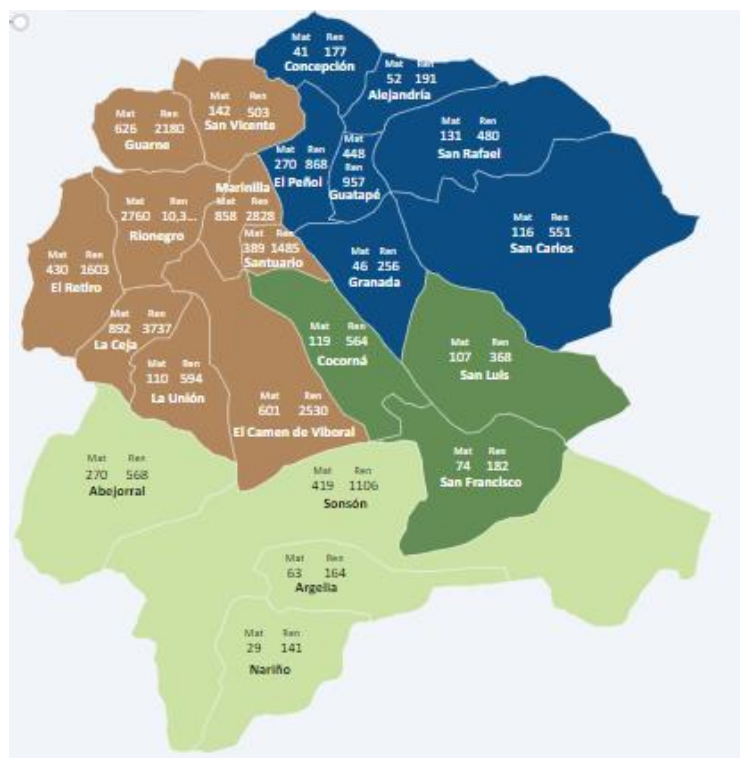 Mat Ren
41 177
Concepción
Mat Ren
52 191
Alejandría
Mat Ren
142 503
San Vicente
Mat Ren
626 2180
Guarne
Mat Ren
131 480
San Rafael
Mat Ren
270 868
El Peñol
Mat
448
Ren
957
Guatapé
Marinilla
Mat Ren
858 2828
Mat Ren
2760 10,3...
Rionegro
Mat Ren
116 551
San Carlos
Mat Ren
389 1485
Santuario
Mat Ren
46 256
Granada
Mat Ren
430 1603
El Retiro
Mat Ren
892 3737
La Ceja
Mat Ren
119 564
Cocorná
Mat Ren
107 368
San Luis
Mat Ren
110 594
La Unión
Mat Ren
601 2530
El Camen de Viboral
Mat Ren
270 568
Abejorral
Mat Ren
419 1106
Sonsón
Mat Ren
74 182
San Francisco
Mat Ren
63 164
Argelia
Mat Ren
29 141
Nariño